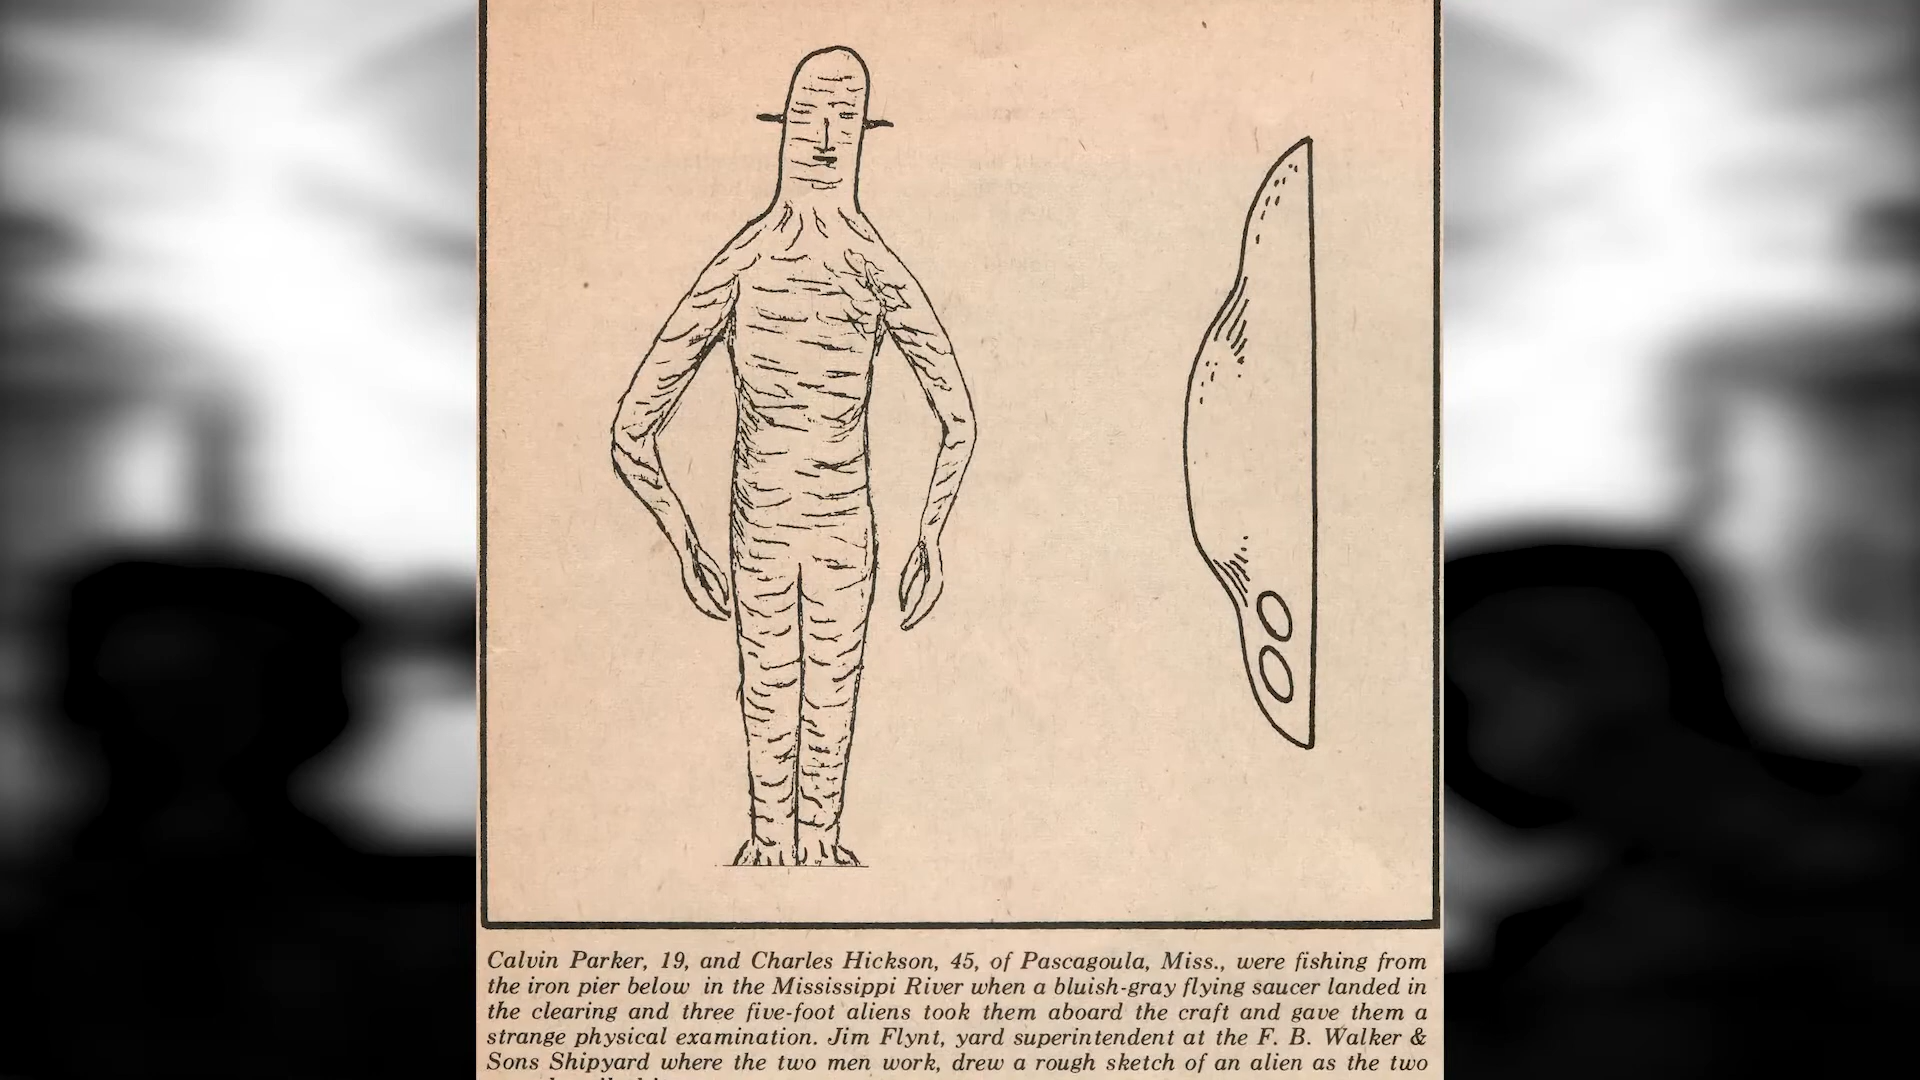 Calvin Parker, 19, and Charles Hickson, 45, of Pascagoula, Miss., were fishing from
the iron pier below in the Mississippi River when a bluish-gray flying saucer landed in
the clearing and three five-foot aliens took them aboard the craft and gave them a
strange physical examination. Jim Flynt, yard superintendent at the F. B. Walker &
Sons Shipyard where the two men work, drew a rough sketch of an alien as the two